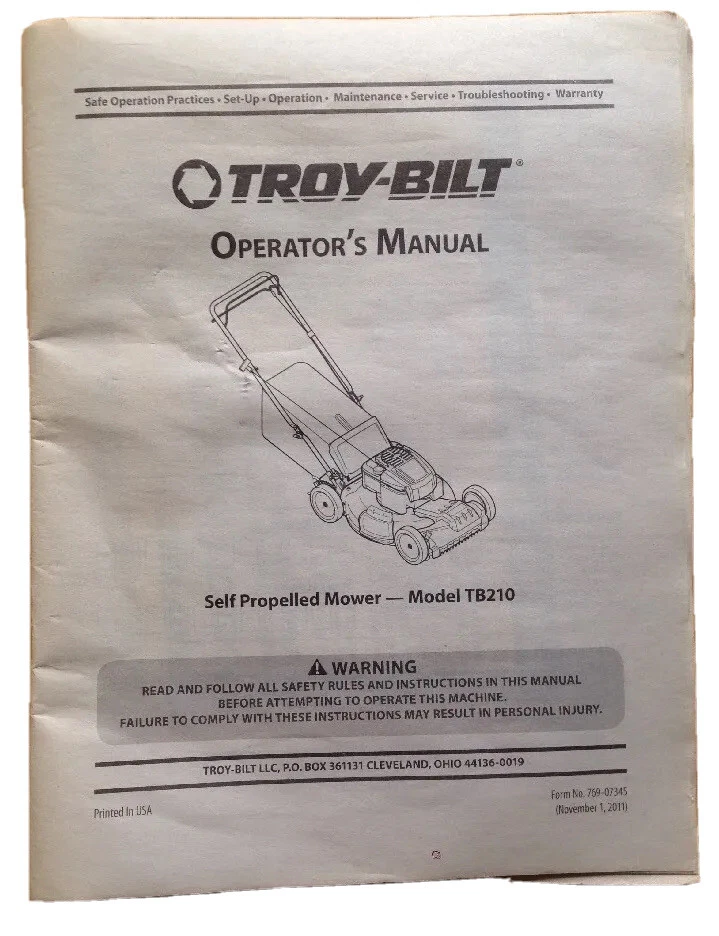 Safe Operation Practices • Set-Up • Operation • Maintenance • Service • Troubleshooting • Warranty
TROY-BILT®
OPERATOR'S MANUAL
Self Propelled Mower — Model TB210
WARNING
READ AND FOLLOW ALL SAFETY RULES AND INSTRUCTIONS IN THIS MANUAL
BEFORE ATTEMPTING TO OPERATE THIS MACHINE.
FAILURE TO COMPLY WITH THESE INSTRUCTIONS MAY RESULT IN PERSONAL INJURY.
TROY-BILT LLC, P.O. BOX 361131 CLEVELAND, OHIO 44136-0019
Printed In USA
Form No. 769-07345
(November 1, 2011)